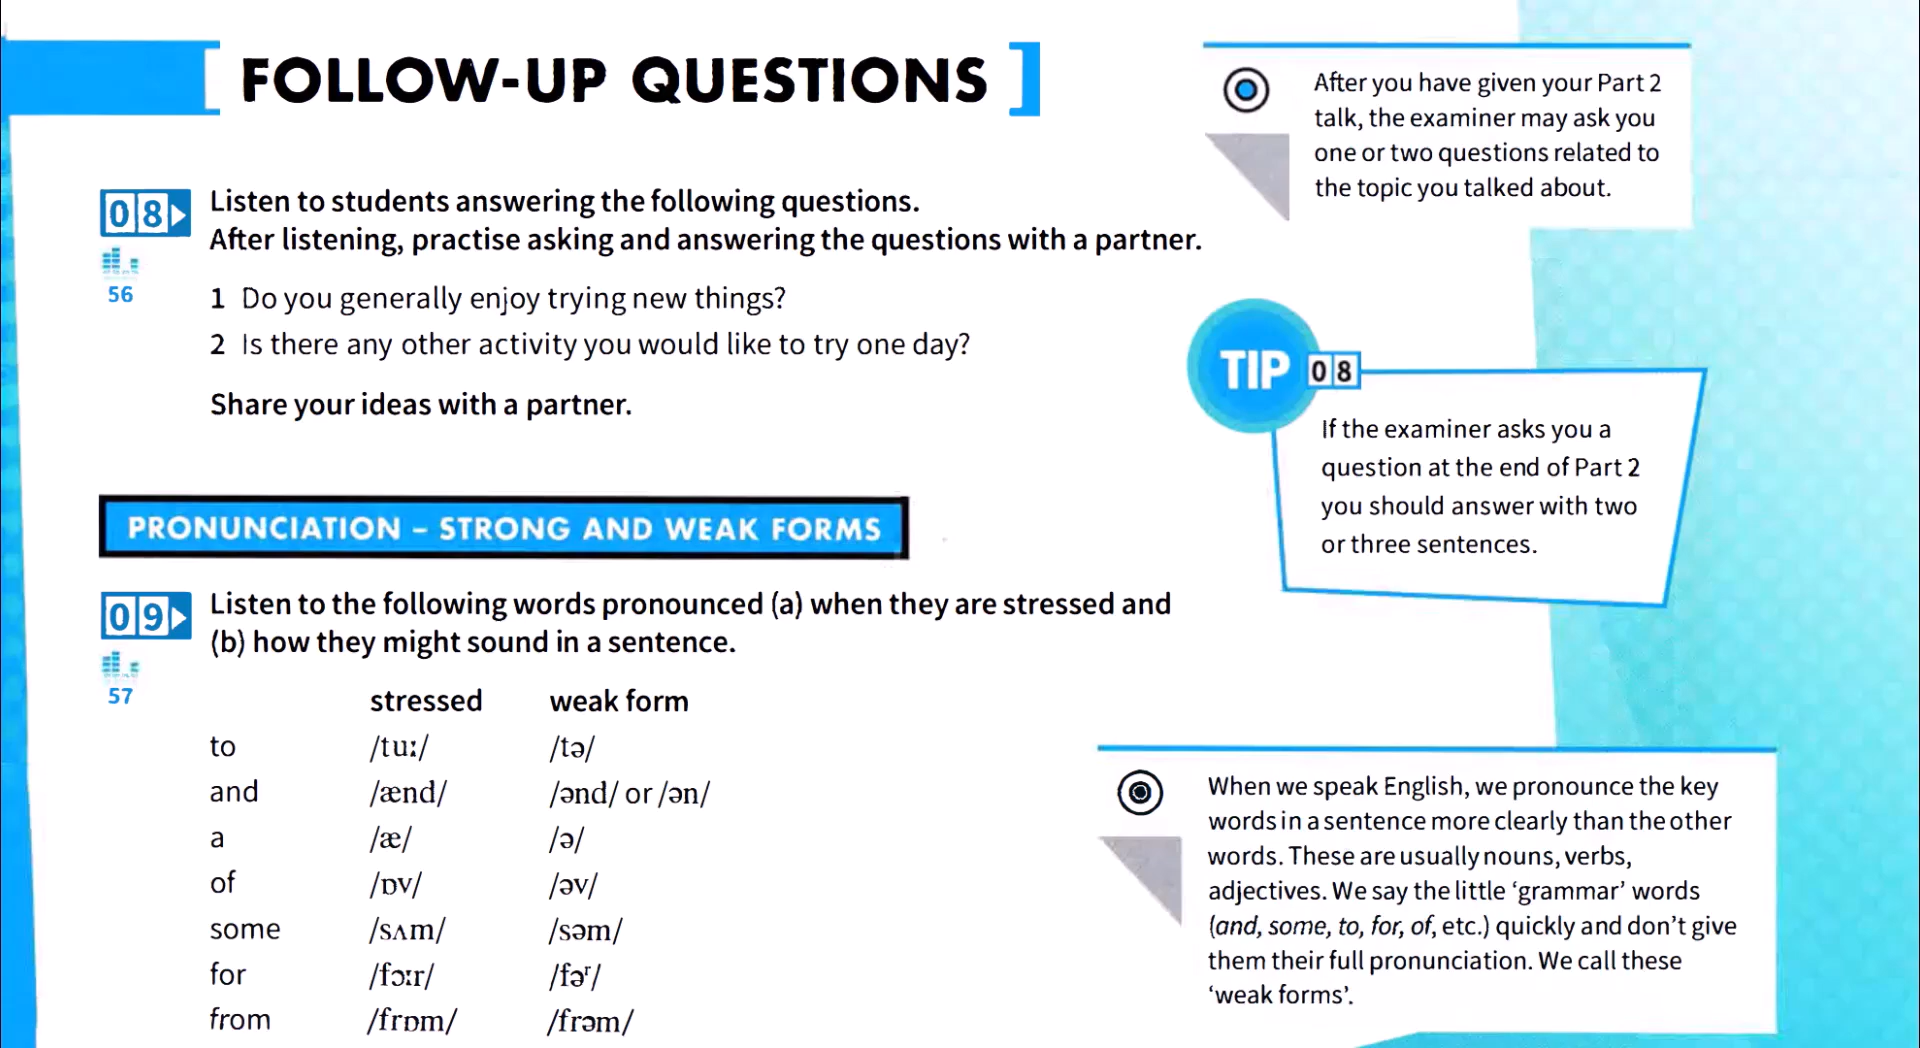 [ FOLLOW-UP QUESTIONS ]
08
Listen to students answering the following questions.
After listening, practise asking and answering the questions with a partner.
56
1 Do you generally enjoy trying new things?
2 Is there any other activity you would like to try one day?
Share your ideas with a partner.
After you have given your Part 2
talk, the examiner may ask you
one or two questions related to
the topic you talked about.
TIP 08
If the examiner asks you a
question at the end of Part 2
you should answer with two
or three sentences.
PRONUNCIATION – STRONG AND WEAK FORMS
09
Listen to the following words pronounced (a) when they are stressed and
(b) how they might sound in a sentence.
57
stressed weak form
to /tuː/ /tə/
and /ænd/ /ənd/ or /ən/
a /æ/ /ə/
of /ɒv/ /əv/
some /sʌm/ /səm/
for /fɔːr/ /fəʳ/
from /frɒm/ /frəm/
When we speak English, we pronounce the key
words in a sentence more clearly than the other
words. These are usually nouns, verbs,
adjectives. We say the little ‘grammar’ words
(and, some, to, for, of, etc.) quickly and don’t give
them their full pronunciation. We call these
‘weak forms’.